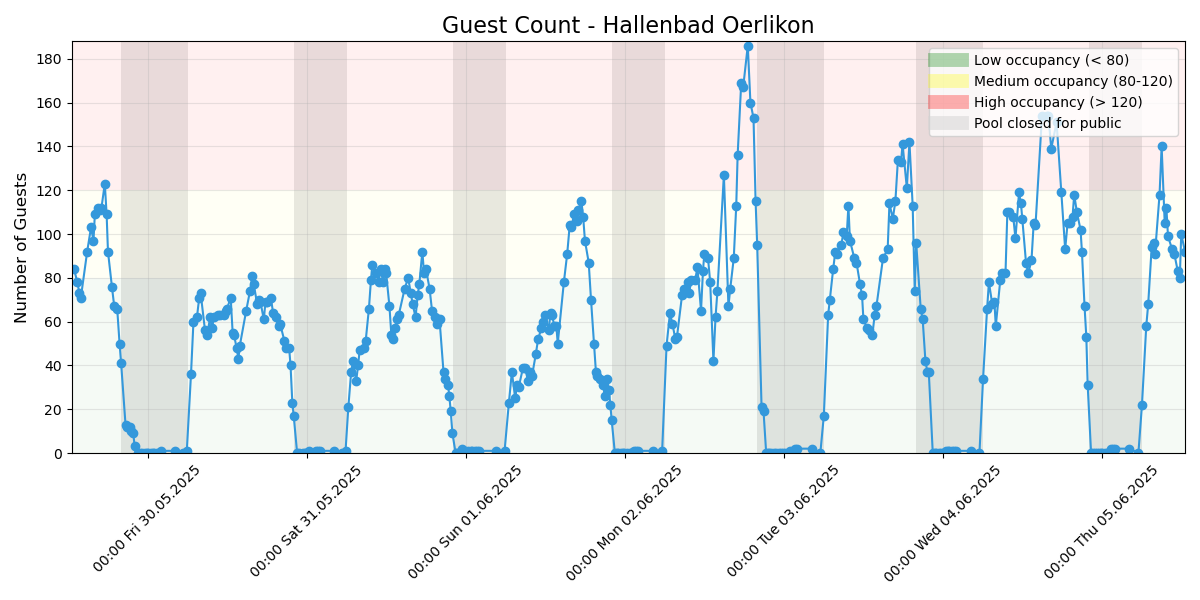 Guest Count - Hallenbad Oerlikon
Number of Guests
180
160
140
120
100
80
60
40
20
0
Low occupancy (< 80)
Medium occupancy (80-120)
High occupancy (> 120)
Pool closed for public
00:00 Fri 30.05.2025
00:00 Sat 31.05.2025
00:00 Sun 01.06.2025
00:00 Mon 02.06.2025
00:00 Tue 03.06.2025
00:00 Wed 04.06.2025
00:00 Thu 05.06.2025